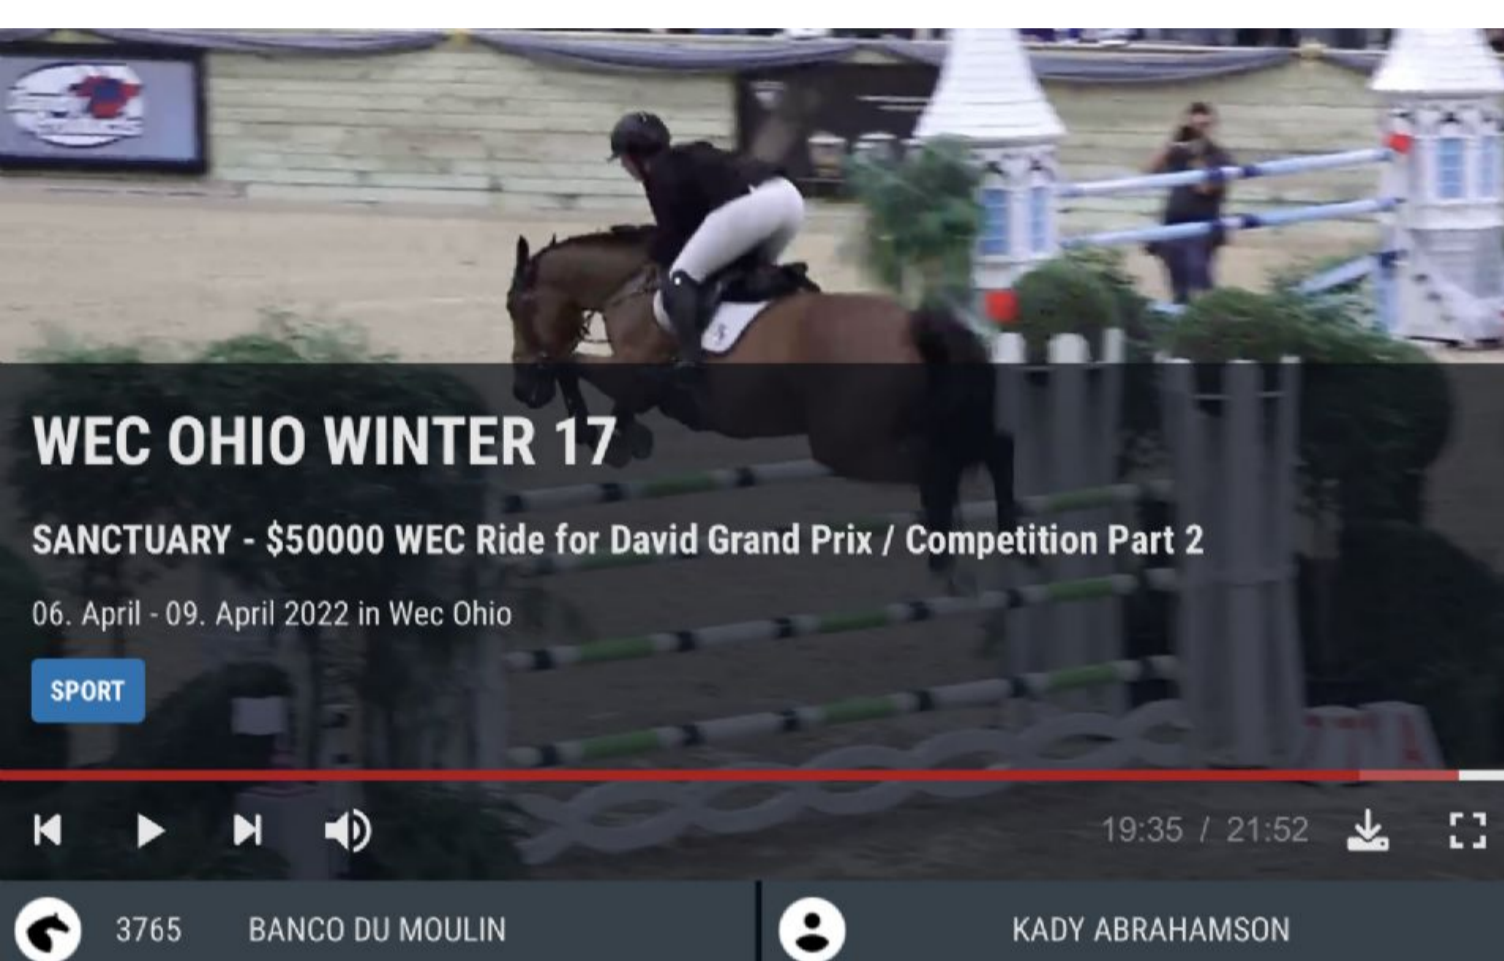 WEC OHIO WINTER 17
SANCTUARY - $50000 WEC Ride for David Grand Prix / Competition Part 2
06. April - 09. April 2022 in Wec Ohio
SPORT
19:35 / 21:52
3765 BANCO DU MOULIN
KADY ABRAHAMSON